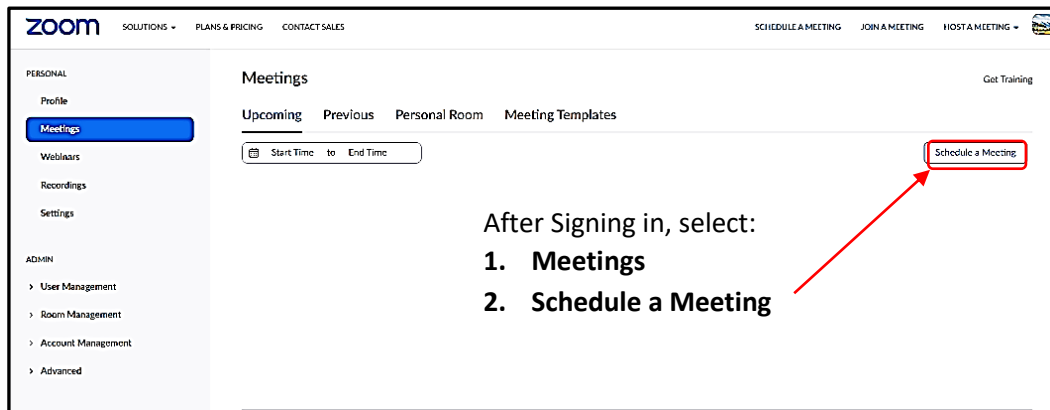 zoom SOLUTIONS PLANS & PRICING CONTACT SALES SCHEDULE A MEETING JOIN A MEETING HOST A MEETING
PERSONAL
Profile
Meetings
Webinars
Recordings
Settings
ADMIN
> User Management
> Room Management
> Account Management
> Advanced
Meetings
Get Training
Upcoming Previous Personal Room Meeting Templates
Start Time to End Time
Schedule a Meeting
After Signing in, select:
1. Meetings
2. Schedule a Meeting